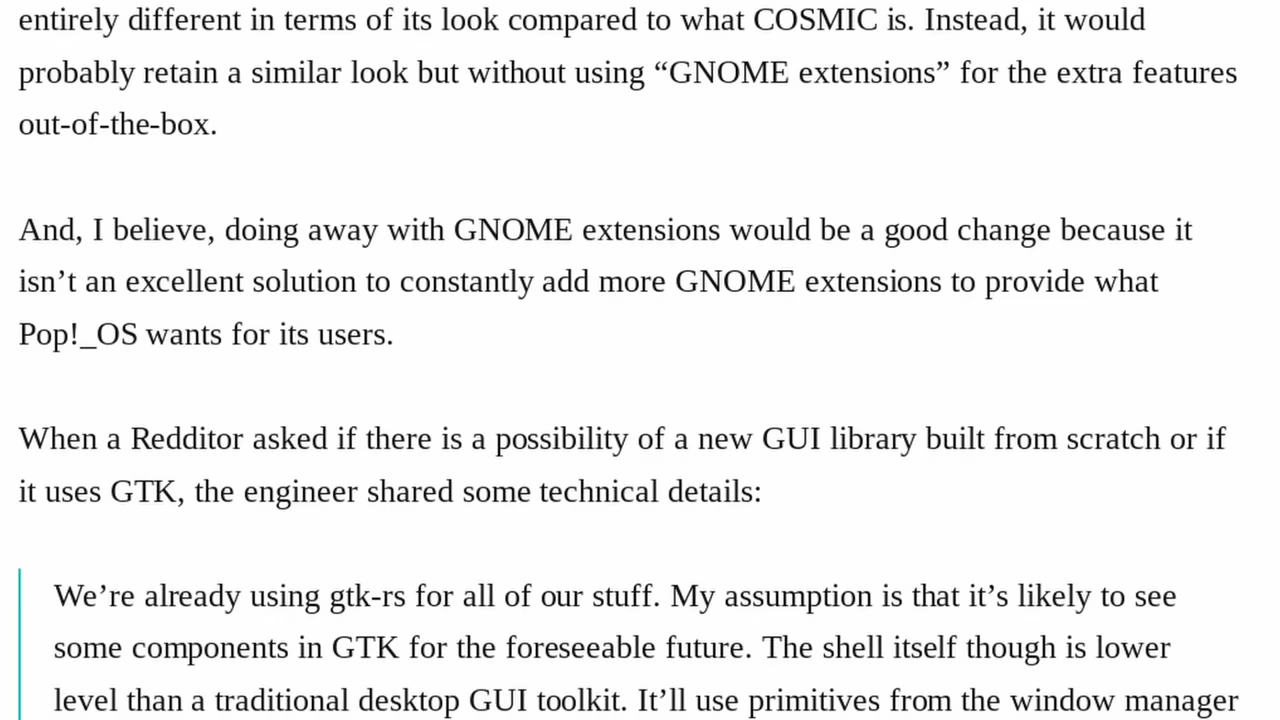 entirely different in terms of its look compared to what COSMIC is. Instead, it would
probably retain a similar look but without using “GNOME extensions” for the extra features
out-of-the-box.
And, I believe, doing away with GNOME extensions would be a good change because it
isn’t an excellent solution to constantly add more GNOME extensions to provide what
Pop!_OS wants for its users.
When a Redditor asked if there is a possibility of a new GUI library built from scratch or if
it uses GTK, the engineer shared some technical details:
We’re already using gtk-rs for all of our stuff. My assumption is that it’s likely to see
some components in GTK for the foreseeable future. The shell itself though is lower
level than a traditional desktop GUI toolkit. It’ll use primitives from the window manager